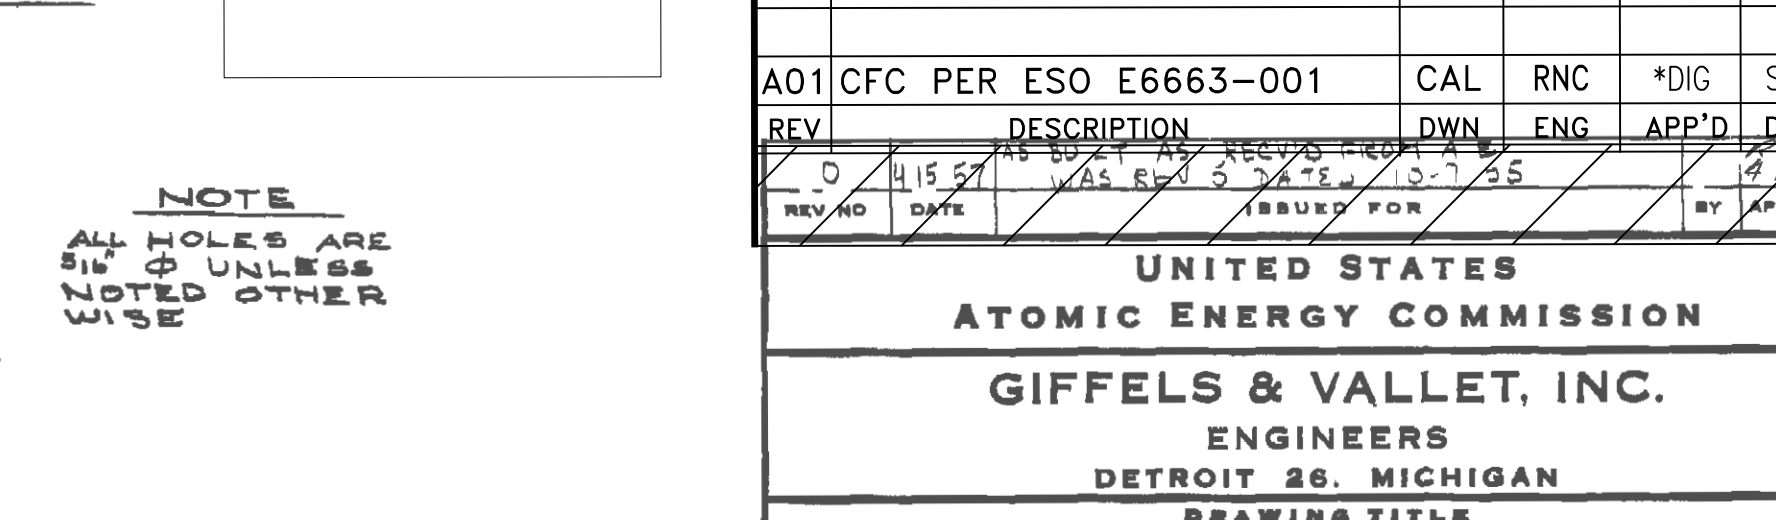 NOTE
ALL HOLES ARE
5/16" Φ UNLESS
NOTED OTHER
WISE
A01 CFC PER ESO E6663-001 CAL RNC *DIG
REV DESCRIPTION DWN ENG APP'D
AS BUILT AS RECV'D FROM A E
0 4 15 57 WAS REV 5 DATED 10-7 55
REV NO DATE ISSUED FOR BY
UNITED STATES
ATOMIC ENERGY COMMISSION
GIFFELS & VALLET, INC.
ENGINEERS
DETROIT 26. MICHIGAN
DRAWING TITLE